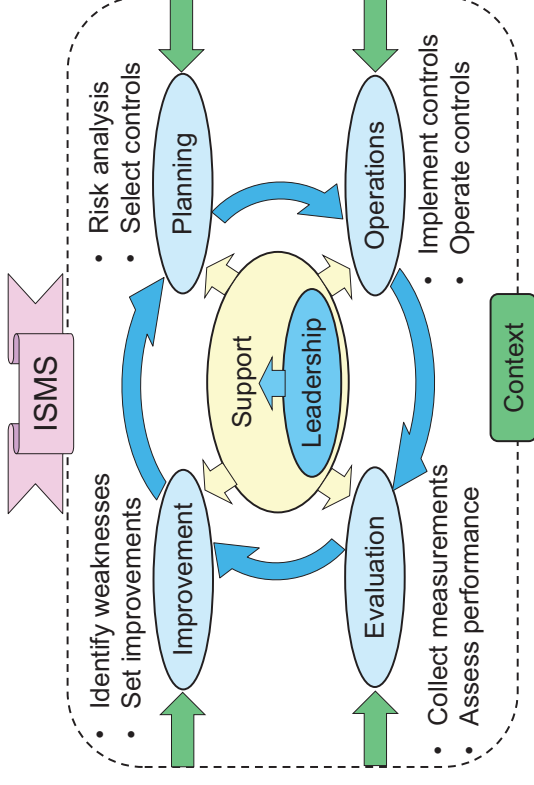 ISMS
• Identify weaknesses
• Set improvements
• Risk analysis
• Select controls
Improvement
Planning
Support
Leadership
Evaluation
Operations
• Collect measurements
• Assess performance
• Implement controls
• Operate controls
Context